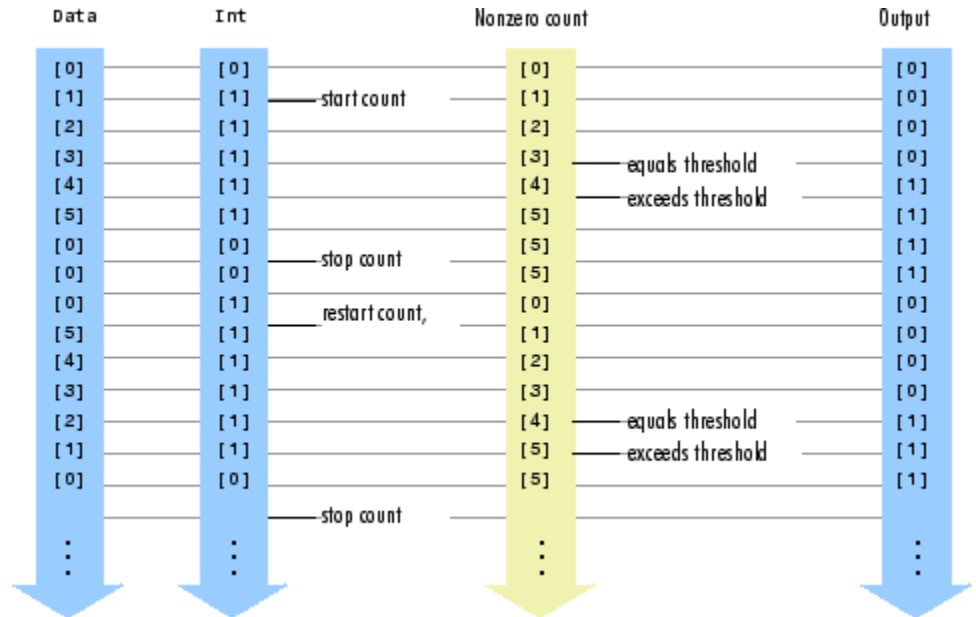 Data Int Nonzero count Output
[0] [0] [0] [0]
[1] [1] start count [1] [0]
[2] [1] [2] [0]
[3] [1] [3] equals threshold [0]
[4] [1] [4] exceeds threshold [1]
[5] [1] [5] [1]
[0] [0] [5] [1]
[0] [0] stop count [5] [1]
[0] [1] restart count, [0] [0]
[5] [1] [1] [0]
[4] [1] [2] [0]
[3] [1] [3] [0]
[2] [1] [4] equals threshold [1]
[1] [1] [5] exceeds threshold [1]
[0] [0] [5] [1]
stop count